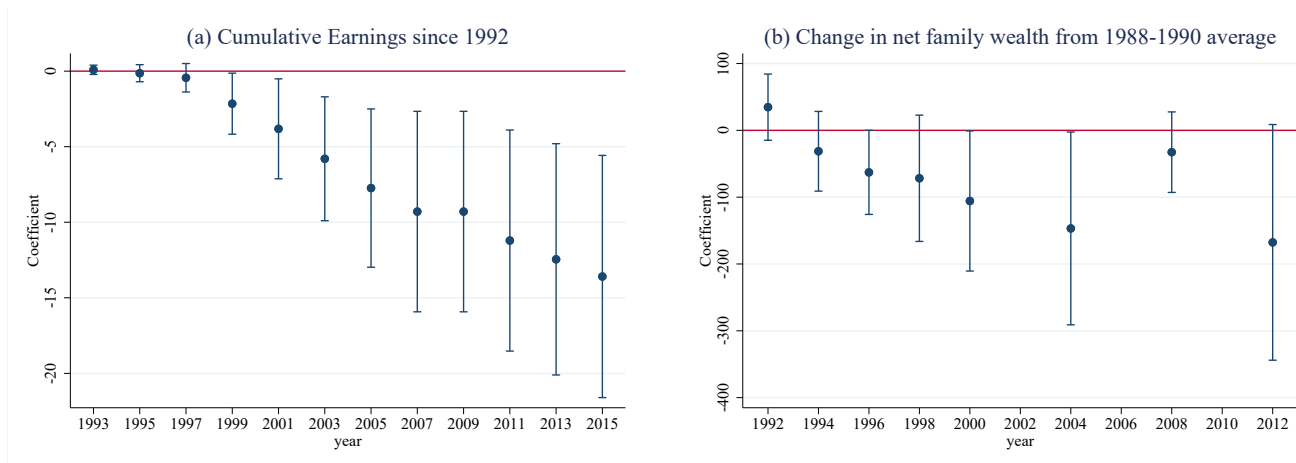 (a) Cumulative Earnings since 1992
0
-5
-10
-15
-20
Coefficient
1993 1995 1997 1999 2001 2003 2005 2007 2009 2011 2013 2015
year
(b) Change in net family wealth from 1988-1990 average
100
0
-100
-200
-300
-400
Coefficient
1992 1994 1996 1998 2000 2002 2004 2006 2008 2010 2012
year